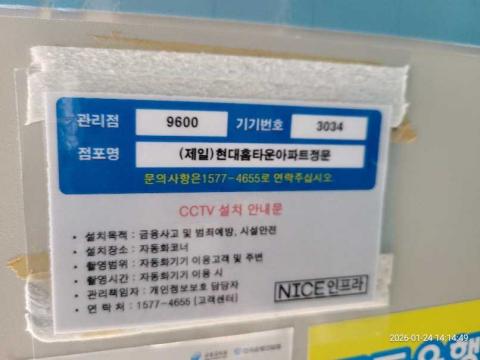 관리점 9600 기기번호 3034
점포명 (제일)현대홈타운아파트정문
문의사항은1577-4655로 연락주십시오.
CCTV 설치 안내문
• 설치목적 : 금융사고 및 범죄예방, 시설안전
• 설치장소 : 자동화코너
• 촬영범위 : 자동화기기 이용고객 및 주변
• 촬영시간 : 자동화기기 이용 시
• 관리책임자 : 개인정보보호 담당자
• 연 락 처 : 1577-4655 (고객센터)
NICE인프라
2026-01-24 14:14:49